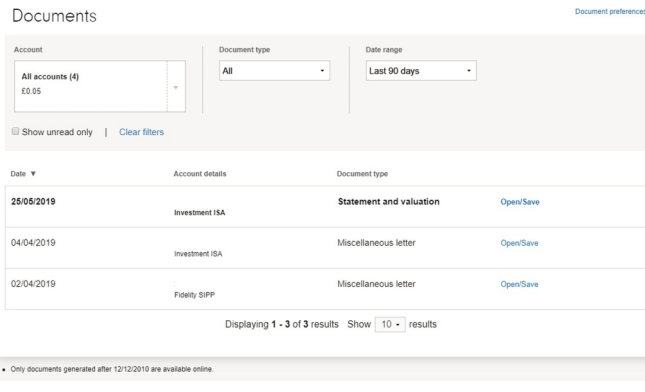 Documents
Document preferences
Account Document type Date range
All accounts (4)
£0.05
All
Last 90 days
Show unread only | Clear filters
Date ▼ Account details Document type
25/05/2019 Statement and valuation Open/Save
Investment ISA
04/04/2019 Miscellaneous letter Open/Save
Investment ISA
02/04/2019 Miscellaneous letter Open/Save
Fidelity SIPP
Displaying 1 - 3 of 3 results Show 10 results
• Only documents generated after 12/12/2010 are available online.